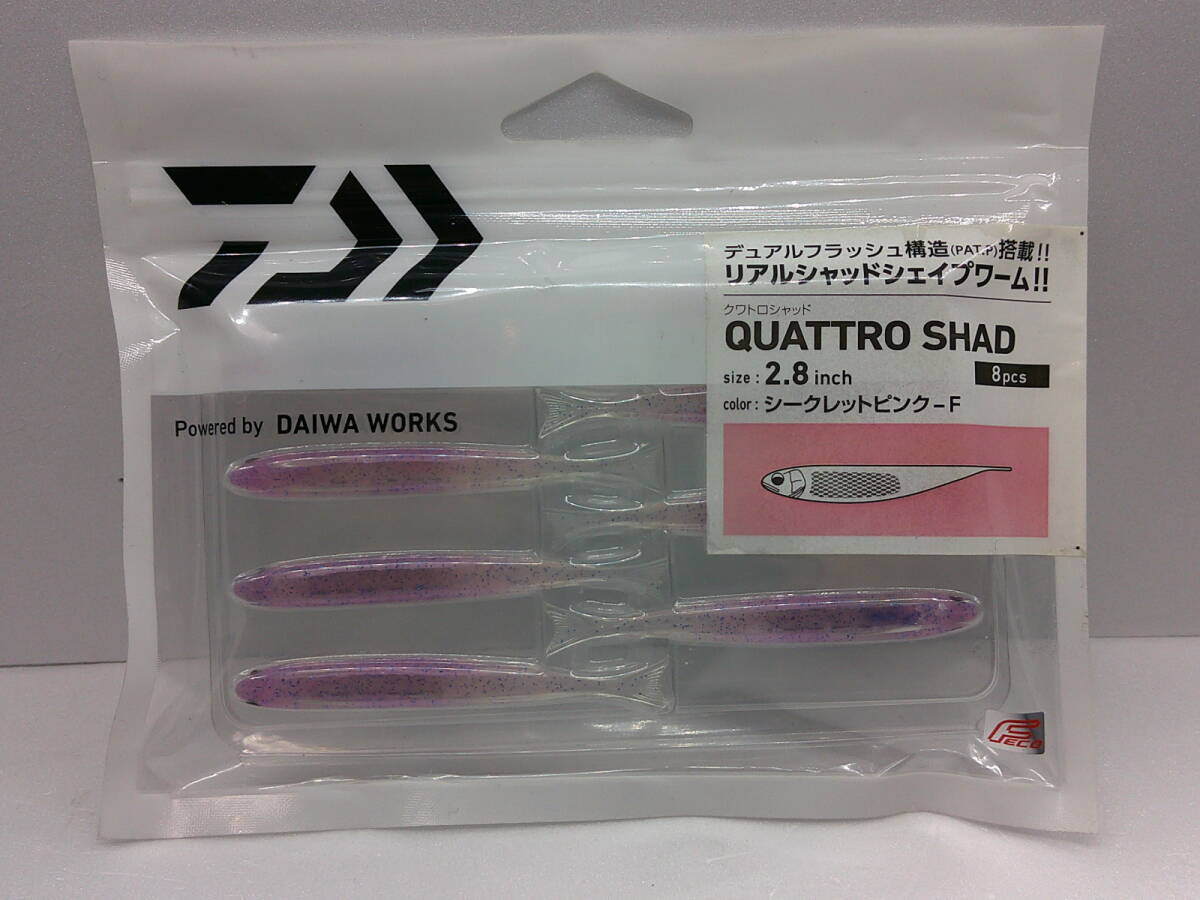 デュアルフラッシュ構造(PAT.P)搭載!!
リアルシャッドシェイプワーム!!
クワトロシャッド
QUATTRO SHAD
size : 2.8 inch
8pcs
color : シークレットピンク-F
Powered by DAIWA WORKS
FECO